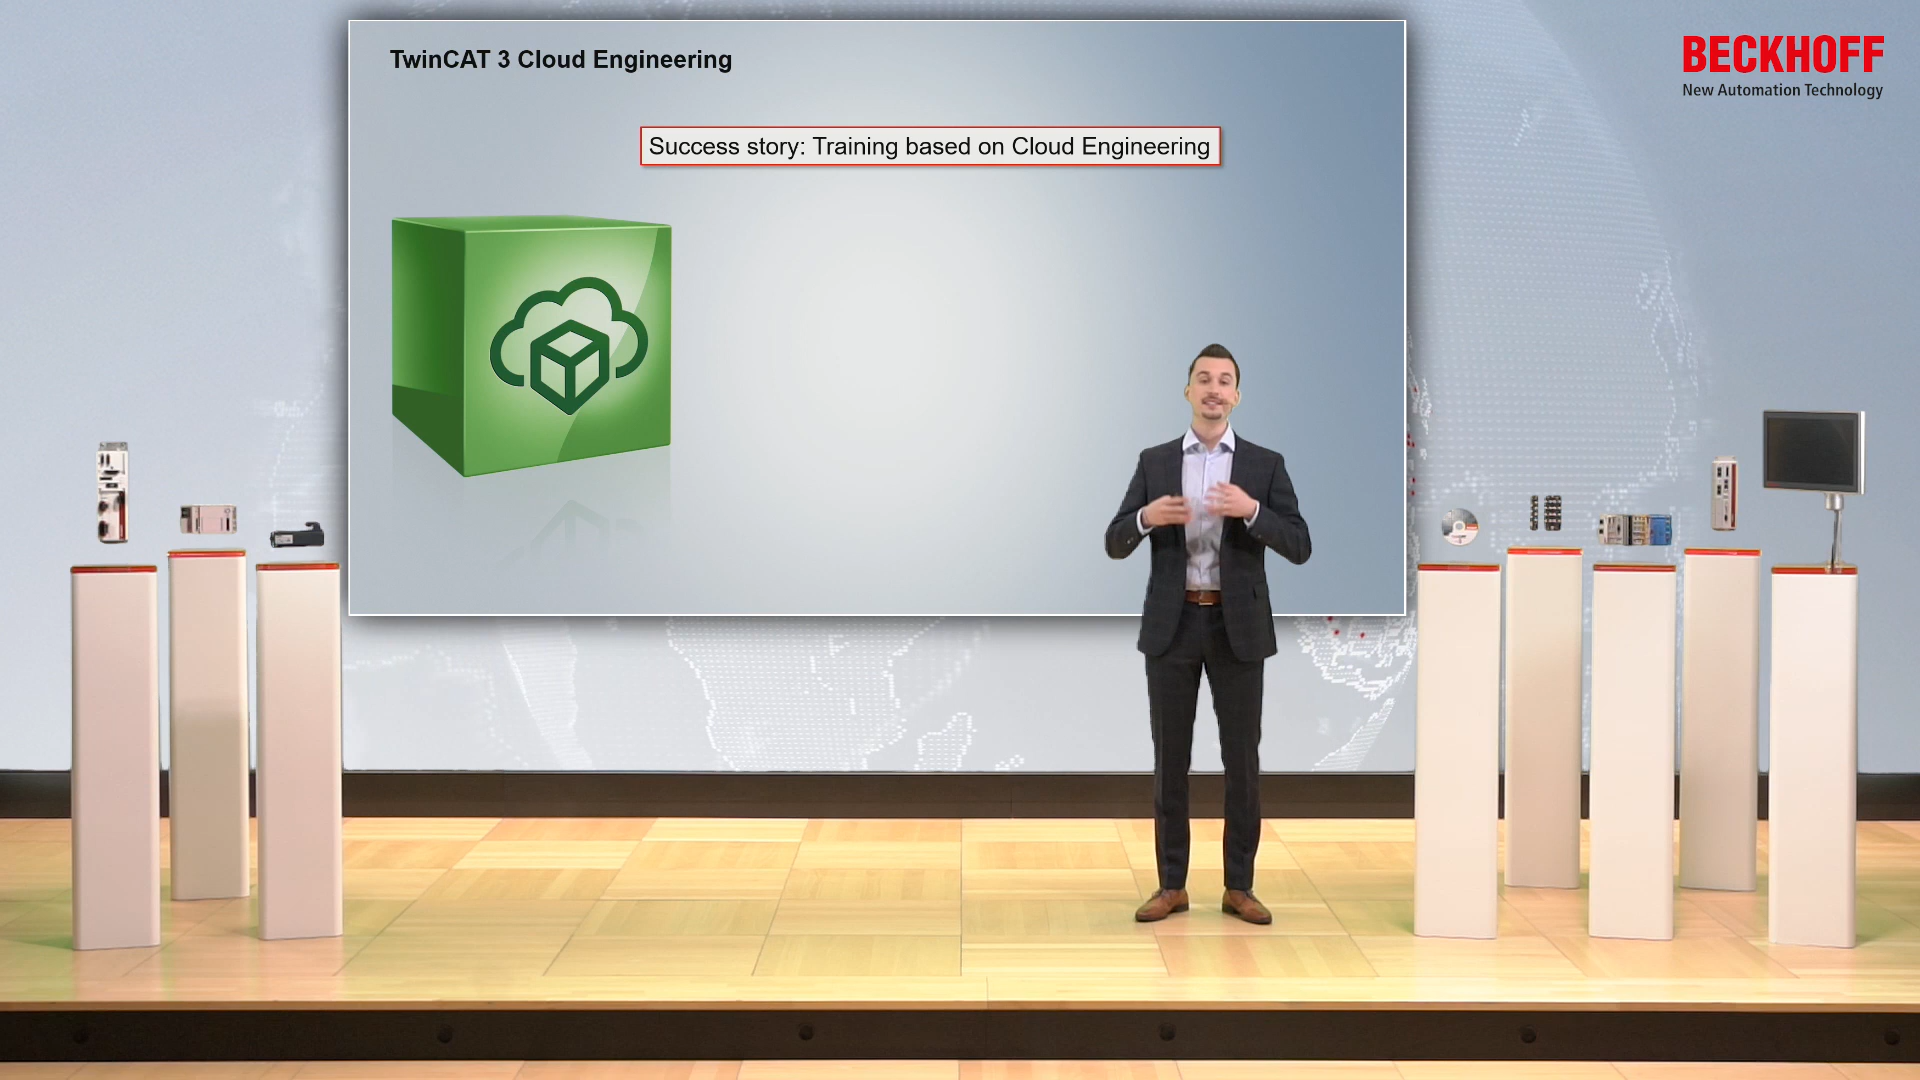 TwinCAT 3 Cloud Engineering
BECKHOFF
New Automation Technology
Success story: Training based on Cloud Engineering